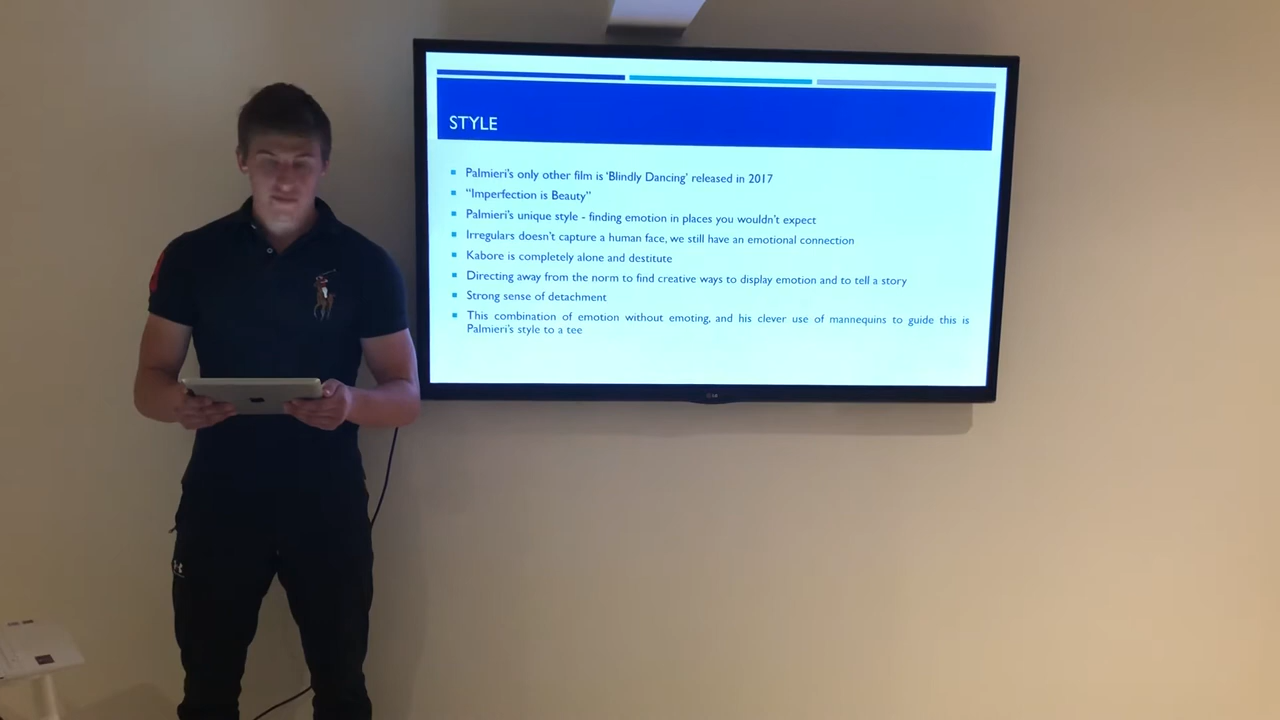 STYLE
Palmieri's only other film is 'Blindly Dancing' released in 2017
"Imperfection is Beauty"
Palmieri's unique style - finding emotion in places you wouldn't expect
Irregulars doesn't capture a human face, we still have an emotional connection
Kabore is completely alone and destitute
Directing away from the norm to find creative ways to display emotion and to tell a story
Strong sense of detachment
This combination of emotion without emoting, and his clever use of mannequins to guide this is
Palmieri's style to a tee
LG